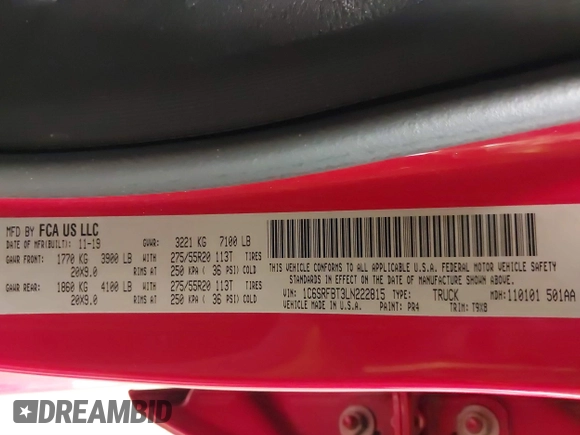 MFD BY FCA US LLC
DATE OF MFR(BUILT): 11-19 GVWR: 3221 KG 7100 LB
GAWR FRONT: 1770 KG 3900 LB WITH 275/55R20 113T TIRES
20X9.0 RIMS AT 250 KPA ( 36 PSI) COLD
GAWR REAR: 1860 KG 4100 LB WITH 275/55R20 113T TIRES
20X9.0 RIMS AT 250 KPA ( 36 PSI) COLD
THIS VEHICLE CONFORMS TO ALL APPLICABLE U.S.A. FEDERAL MOTOR VEHICLE SAFETY
STANDARDS IN EFFECT ON THE DATE OF MANUFACTURE SHOWN ABOVE.
VIN: 1C6SRFBT3LN222815 TYPE: TRUCK MDH:110101 501AA
VEHICLE MADE IN U.S.A. PAINT: PR4 TRIM: T9X8
DREAMBID